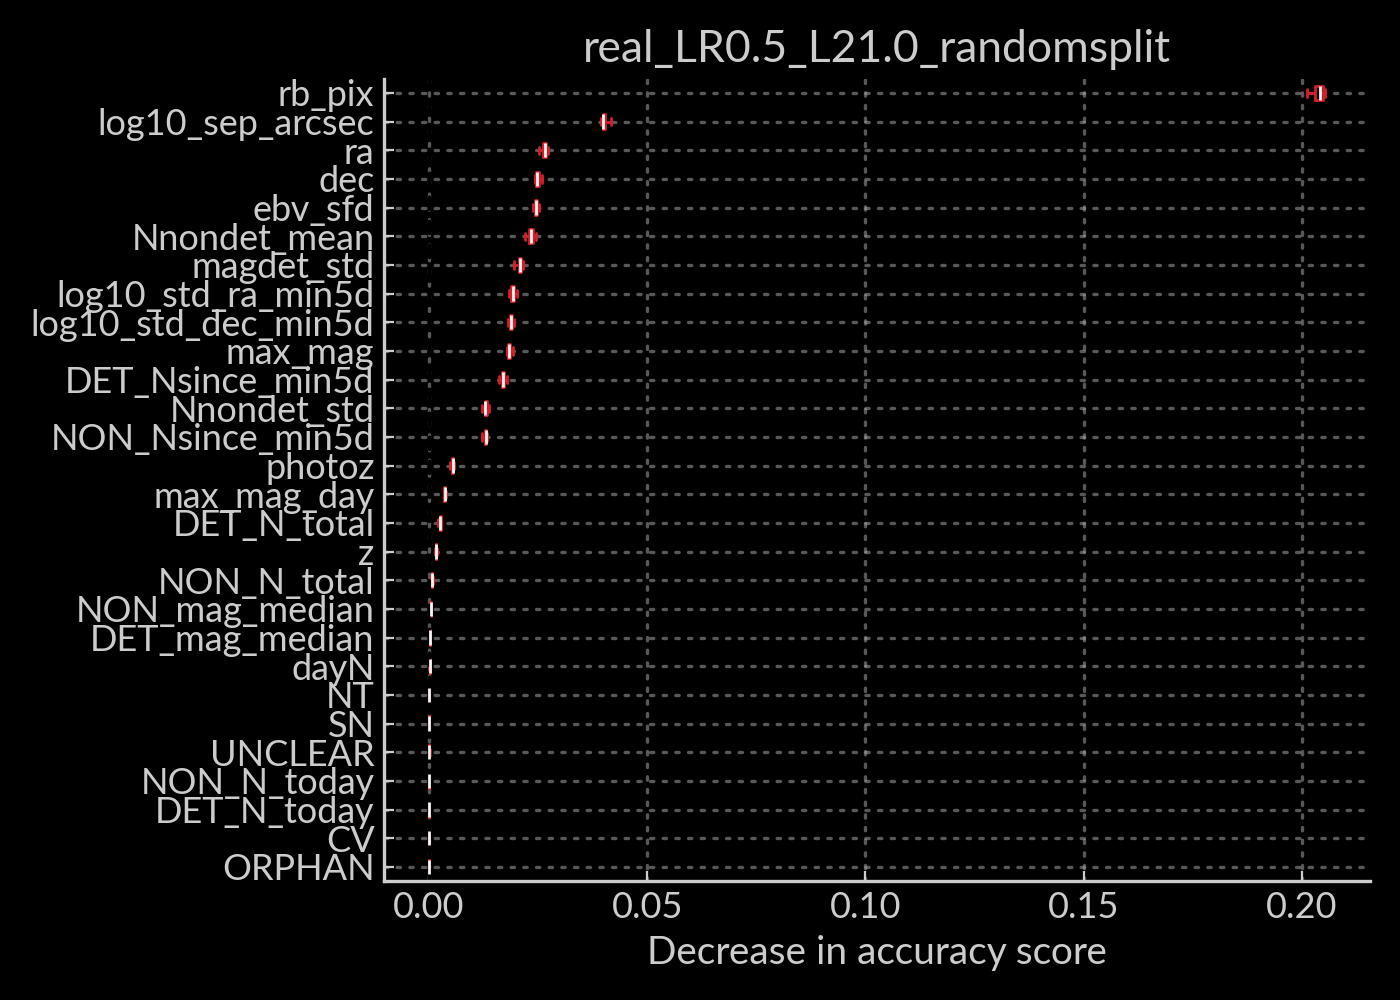 real_LR0.5_L21.0_randomsplit
rb_pix
log10_sep_arcsec
ra
dec
ebv_sfd
Nnondet_mean
magdet_std
log10_std_ra_min5d
log10_std_dec_min5d
max_mag
DET_Nsince_min5d
Nnondet_std
NON_Nsince_min5d
photoz
max_mag_day
DET_N_total
z
NON_N_total
NON_mag_median
DET_mag_median
dayN
NT
SN
UNCLEAR
NON_N_today
DET_N_today
CV
ORPHAN
0.00 0.05 0.10 0.15 0.20
Decrease in accuracy score